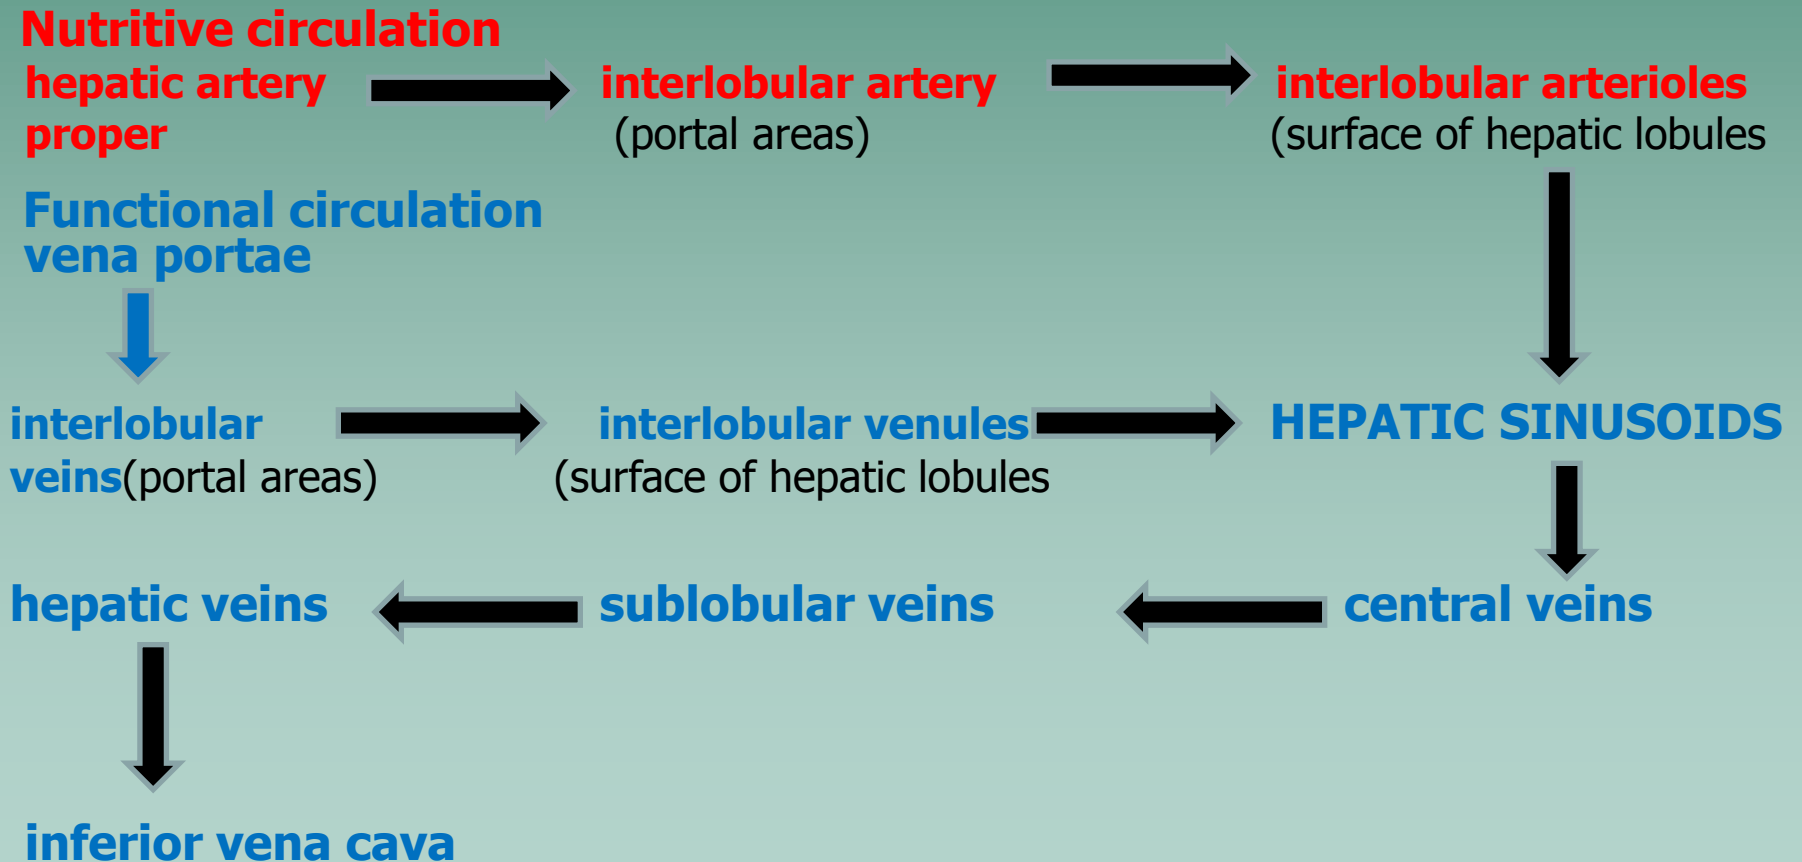 Nutritive circulation
hepatic artery
proper
interlobular artery
(portal areas)
interlobular arterioles
(surface of hepatic lobules
Functional circulation
vena portae
interlobular
veins(portal areas)
interlobular venules
(surface of hepatic lobules
HEPATIC SINUSOIDS
hepatic veins
sublobular veins
central veins
inferior vena cava